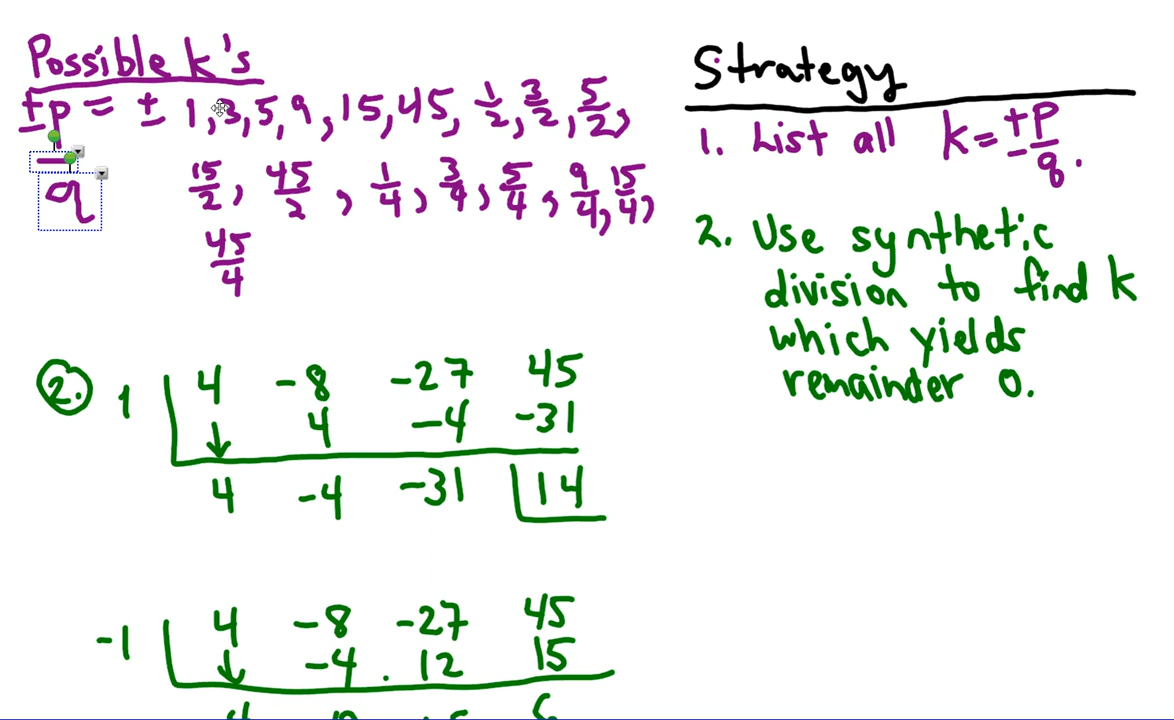 Possible k's
±p = ± 1, 3, 5, 9, 15, 45, 1/2, 3/2, 5/2,
q
15/2, 45/2, 1/4, 3/4, 5/4, 9/4, 15/4,
45/4
Strategy
1. List all k = ±p/q.
2. Use synthetic
division to find k
which yields
remainder 0.
2. 1 4 -8 -27 45
4 -4 -31
4 -4 -31 14
-1 4 -8 -27 45
-4 . 12 15